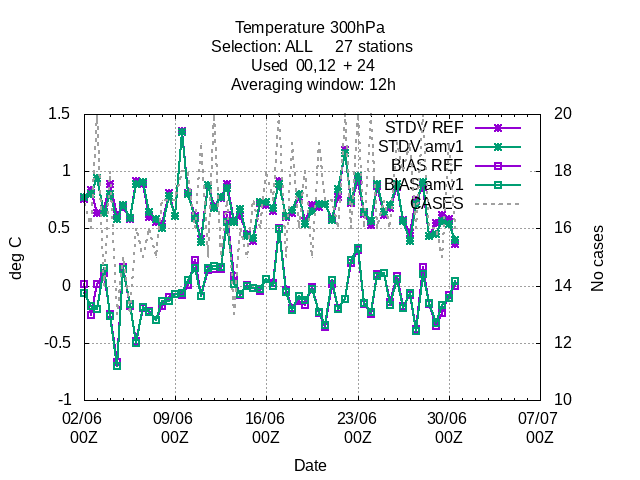 Temperature 300hPa
Selection: ALL 27 stations
Used 00,12 + 24
Averaging window: 12h
1.5
1
0.5
0
-0.5
-1
deg C
20
18
16
14
12
10
No cases
STDV REF
STDV amv1
BIAS REF
BIAS amv1
CASES
02/06 09/06 16/06 23/06 30/06 07/07
00Z 00Z 00Z 00Z 00Z 00Z
Date